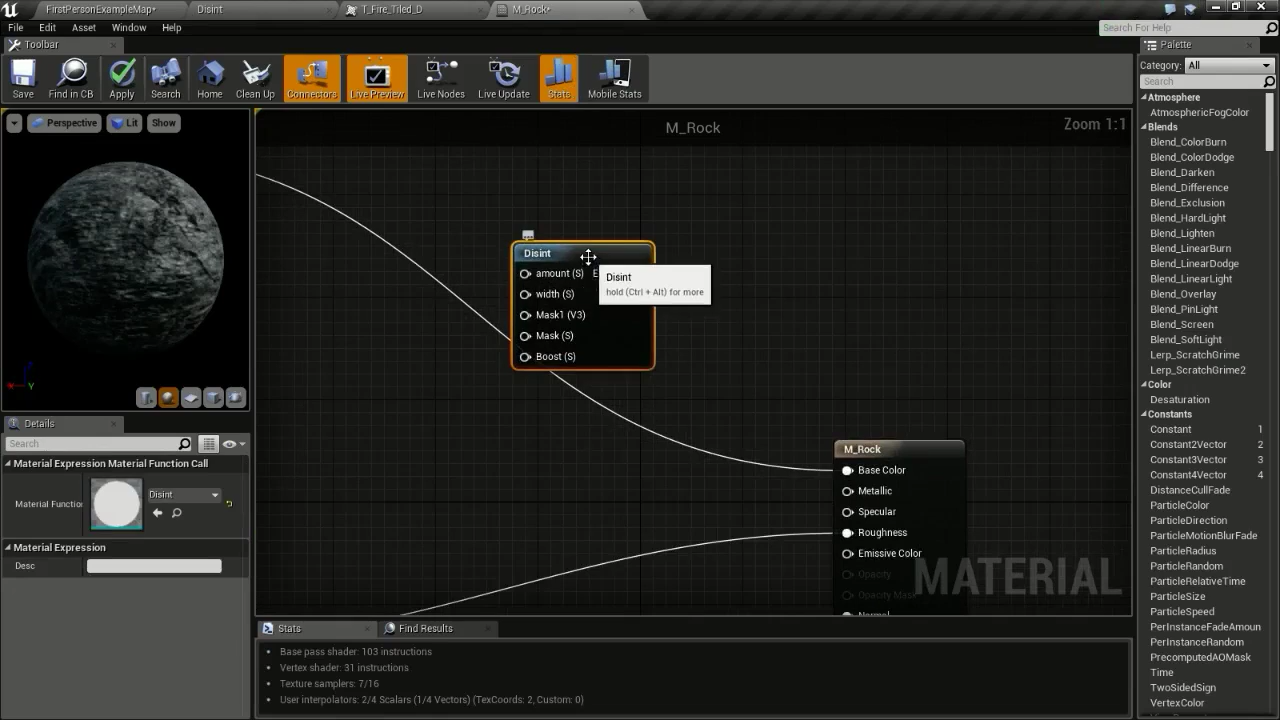 FirstPersonExampleMap*
Disint
T_Fire_Tiled_D
M_Rock*
File
Edit
Asset
Window
Help
Search For Help
Toolbar
Palette
Save
Find in CB
Apply
Search
Home
Clean Up
Connectors
Live Preview
Live Nodes
Live Update
Stats
Mobile Stats
Category:
All
Search
Perspective
Lit
Show
M_Rock
Zoom 1:1
Disint
amount (S)
width (S)
Mask1 (V3)
Mask (S)
Boost (S)
Disint
hold (Ctrl + Alt) for more
M_Rock
Base Color
Metallic
Specular
Roughness
Emissive Color
Opacity
Opacity Mask
Normal
MATERIAL
Y
Details
Search
Material Expression Material Function Call
Material Functio
Disint
Material Expression
Desc
Stats
Find Results
• Base pass shader: 103 instructions
• Vertex shader: 31 instructions
• Texture samplers: 7/16
• User interpolators: 2/4 Scalars (1/4 Vectors) (TexCoords: 2, Custom: 0)
Atmosphere
AtmosphericFogColor
Blends
Blend_ColorBurn
Blend_ColorDodge
Blend_Darken
Blend_Difference
Blend_Exclusion
Blend_HardLight
Blend_Lighten
Blend_LinearBurn
Blend_LinearDodge
Blend_LinearLight
Blend_Overlay
Blend_PinLight
Blend_Screen
Blend_SoftLight
Lerp_ScratchGrime
Lerp_ScratchGrime2
Color
Desaturation
Constants
Constant 1
Constant2Vector 2
Constant3Vector 3
Constant4Vector 4
DistanceCullFade
ParticleColor
ParticleDirection
ParticleMotionBlurFade
ParticleRadius
ParticleRandom
ParticleRelativeTime
ParticleSize
ParticleSpeed
PerInstanceFadeAmoun
PerInstanceRandom
PrecomputedAOMask
Time
TwoSidedSign
VertexColor